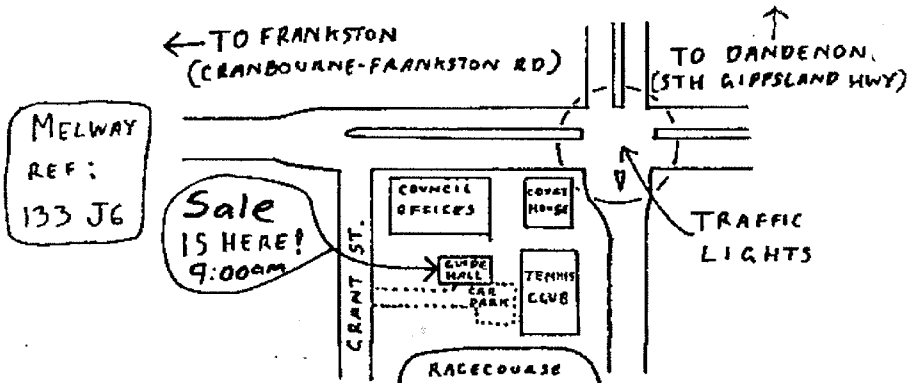 ← TO FRANKSTON
(CRANBOURNE-FRANKSTON RD)
TO DANDENON.
(STH GIPPSLAND HWY)
MELWAY
REF:
133 J6
Sale
IS HERE!
9:00am
COUNCIL
OFFICES
COURT
HOUSE
TRAFFIC
LIGHTS
GRANT ST.
GUIDE
HALL
CAR
PARK
TENNIS
CLUB
RACECOURSE